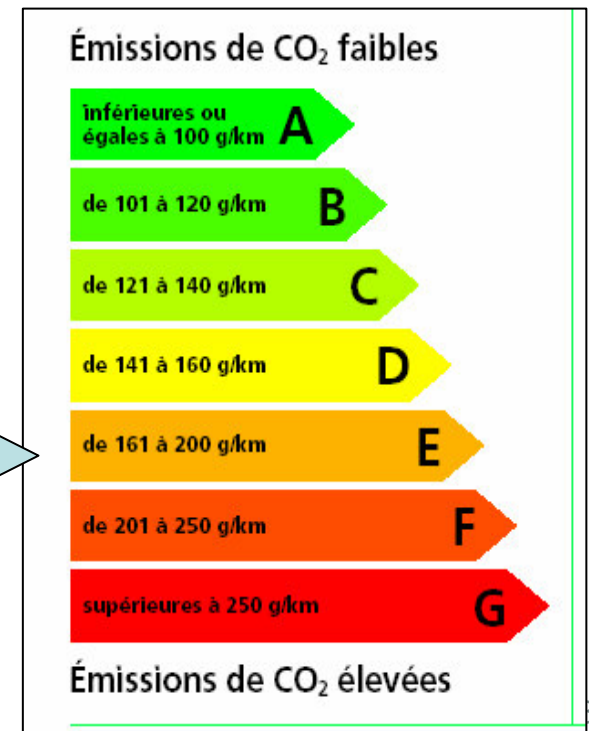 Émissions de CO₂ faibles
inférieures ou
égales à 100 g/km A
de 101 à 120 g/km B
de 121 à 140 g/km C
de 141 à 160 g/km D
de 161 à 200 g/km E
de 201 à 250 g/km F
supérieures à 250 g/km G
Émissions de CO₂ élevées